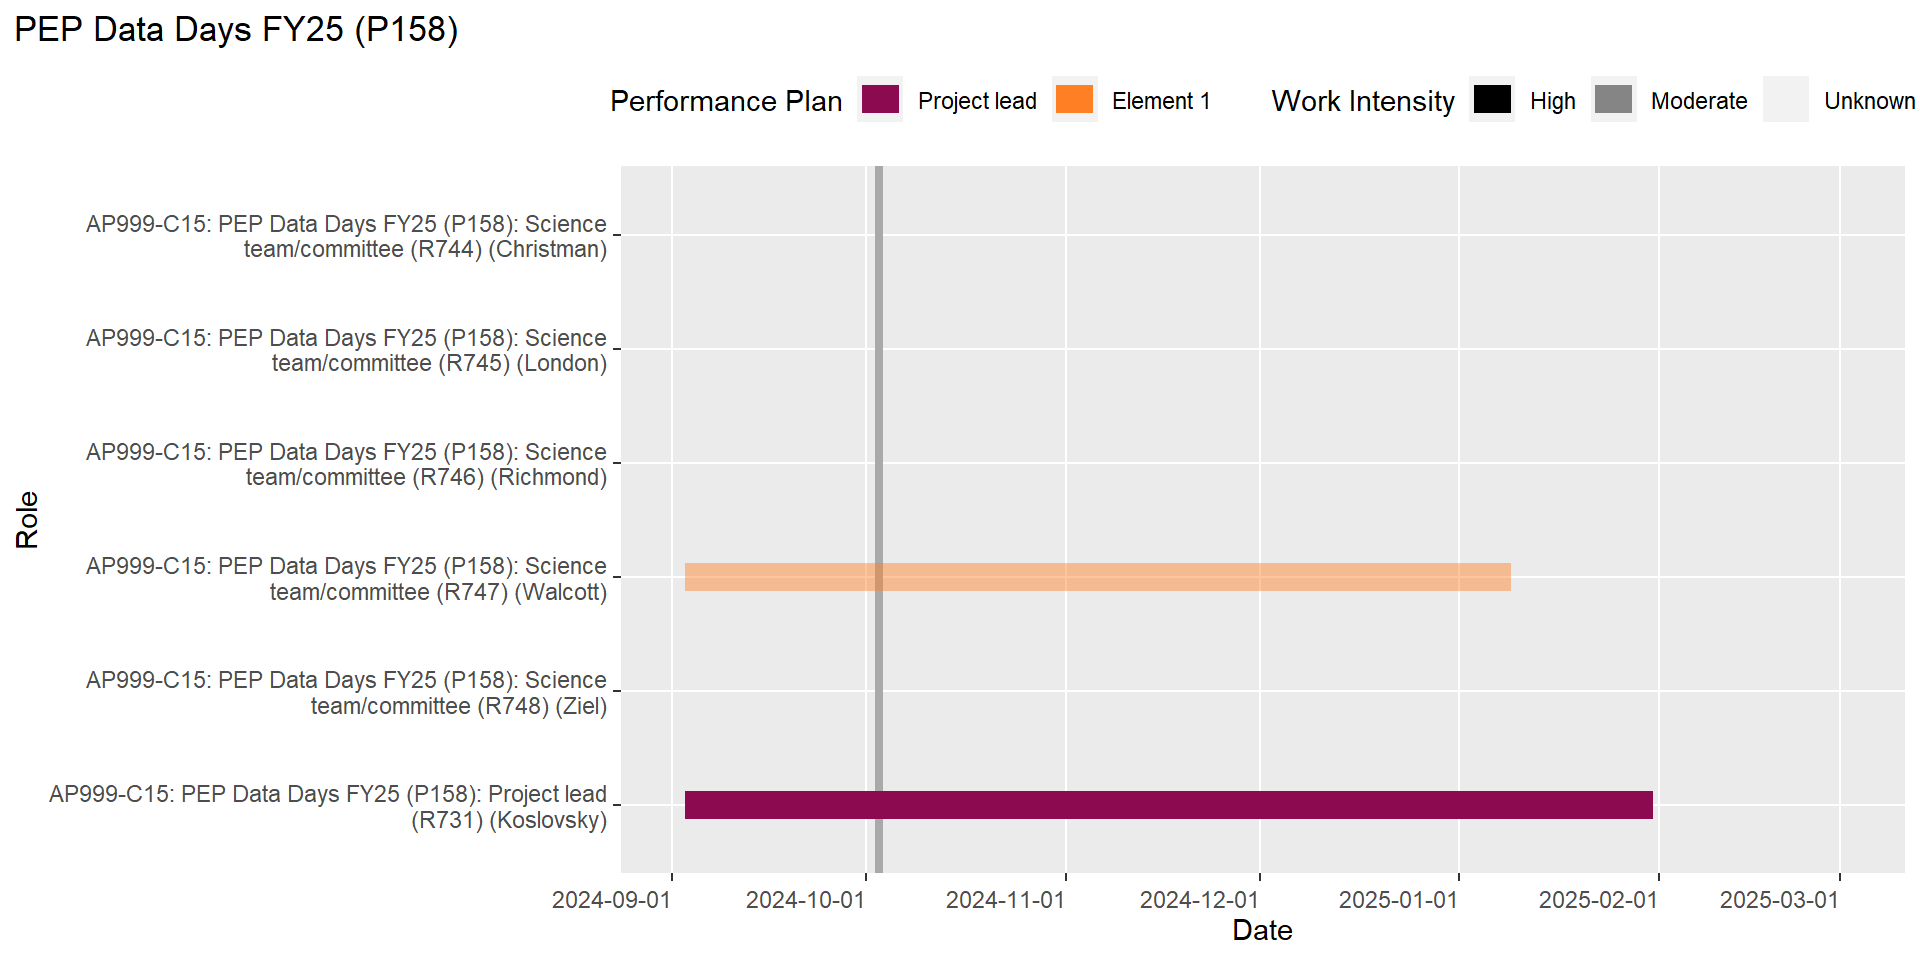 PEP Data Days FY25 (P158)
Performance Plan Project lead Element 1 Work Intensity High Moderate Unknown
AP999-C15: PEP Data Days FY25 (P158): Science
team/committee (R744) (Christman)
AP999-C15: PEP Data Days FY25 (P158): Science
team/committee (R745) (London)
AP999-C15: PEP Data Days FY25 (P158): Science
team/committee (R746) (Richmond)
Role
AP999-C15: PEP Data Days FY25 (P158): Science
team/committee (R747) (Walcott)
AP999-C15: PEP Data Days FY25 (P158): Science
team/committee (R748) (Ziel)
AP999-C15: PEP Data Days FY25 (P158): Project lead
(R731) (Koslovsky)
2024-09-01 2024-10-01 2024-11-01 2024-12-01 2025-01-01 2025-02-01 2025-03-01
Date